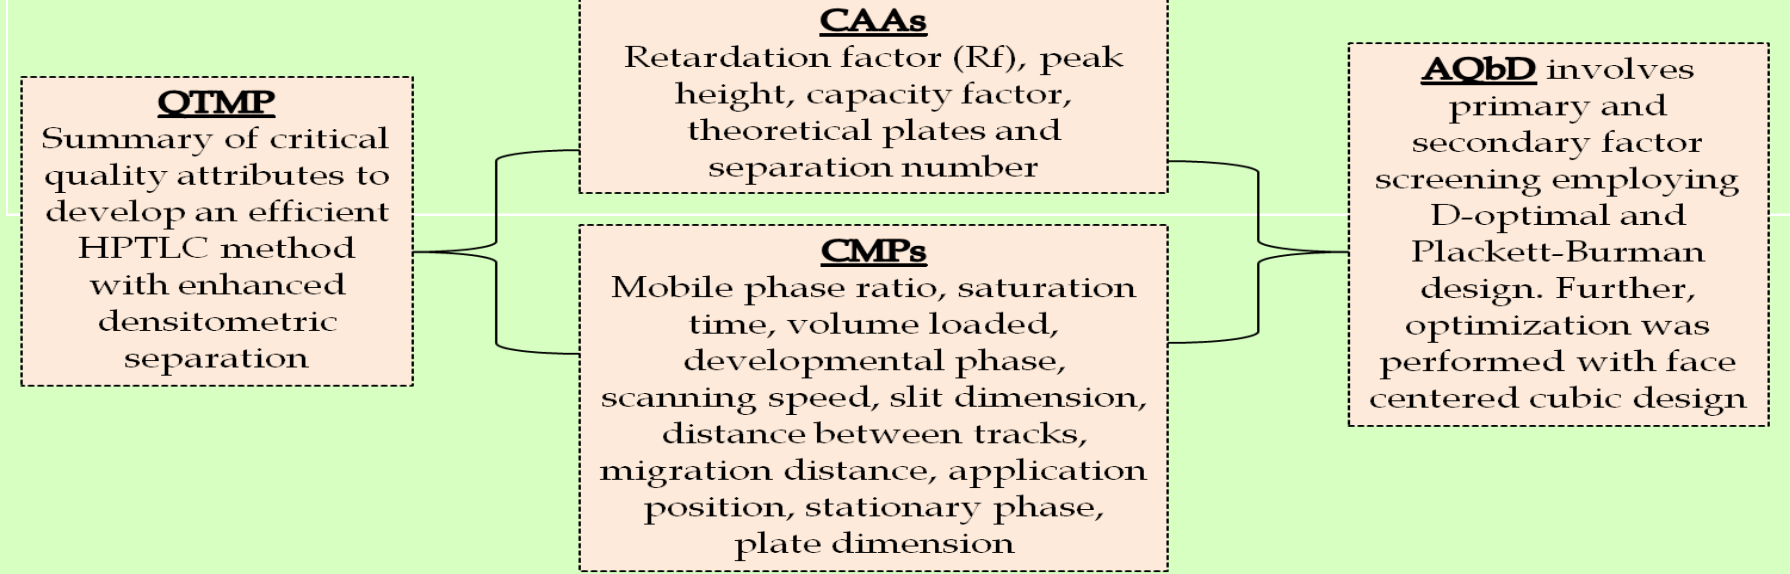 QTMP
Summary of critical
quality attributes to
develop an efficient
HPTLC method
with enhanced
densitometric
separation
CAAs
Retardation factor (Rf), peak
height, capacity factor,
theoretical plates and
separation number
CMPs
Mobile phase ratio, saturation
time, volume loaded,
developmental phase,
scanning speed, slit dimension,
distance between tracks,
migration distance, application
position, stationary phase,
plate dimension
AQbD involves
primary and
secondary factor
screening employing
D-optimal and
Plackett-Burman
design. Further,
optimization was
performed with face
centered cubic design